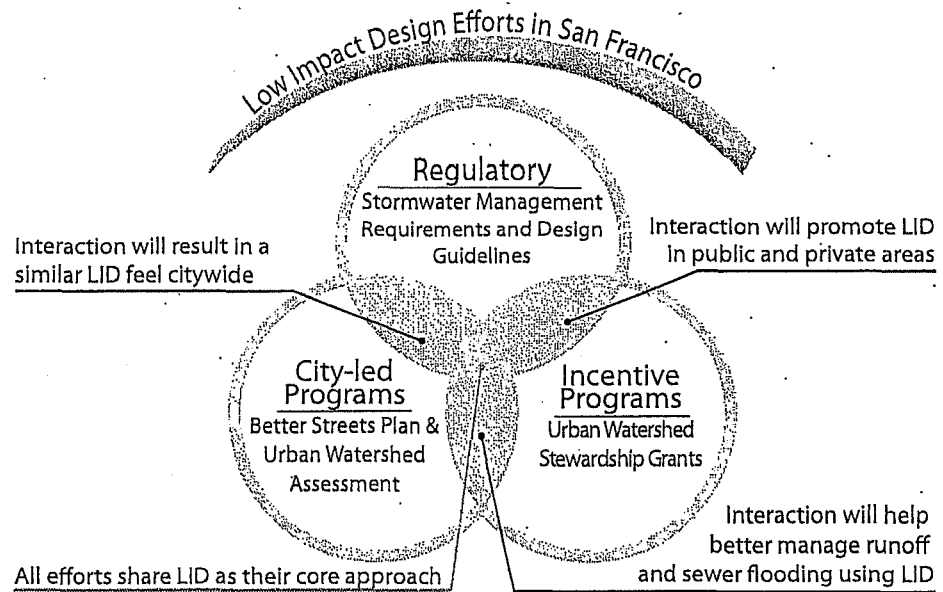 Low Impact Design Efforts in San Francisco
Regulatory
Stormwater Management
Requirements and Design
Guidelines
Interaction will result in a
similar LID feel citywide
Interaction will promote LID
in public and private areas
City-led
Programs
Better Streets Plan &
Urban Watershed
Assessment
Incentive
Programs
Urban Watershed
Stewardship Grants
All efforts share LID as their core approach
Interaction will help
better manage runoff
and sewer flooding using LID